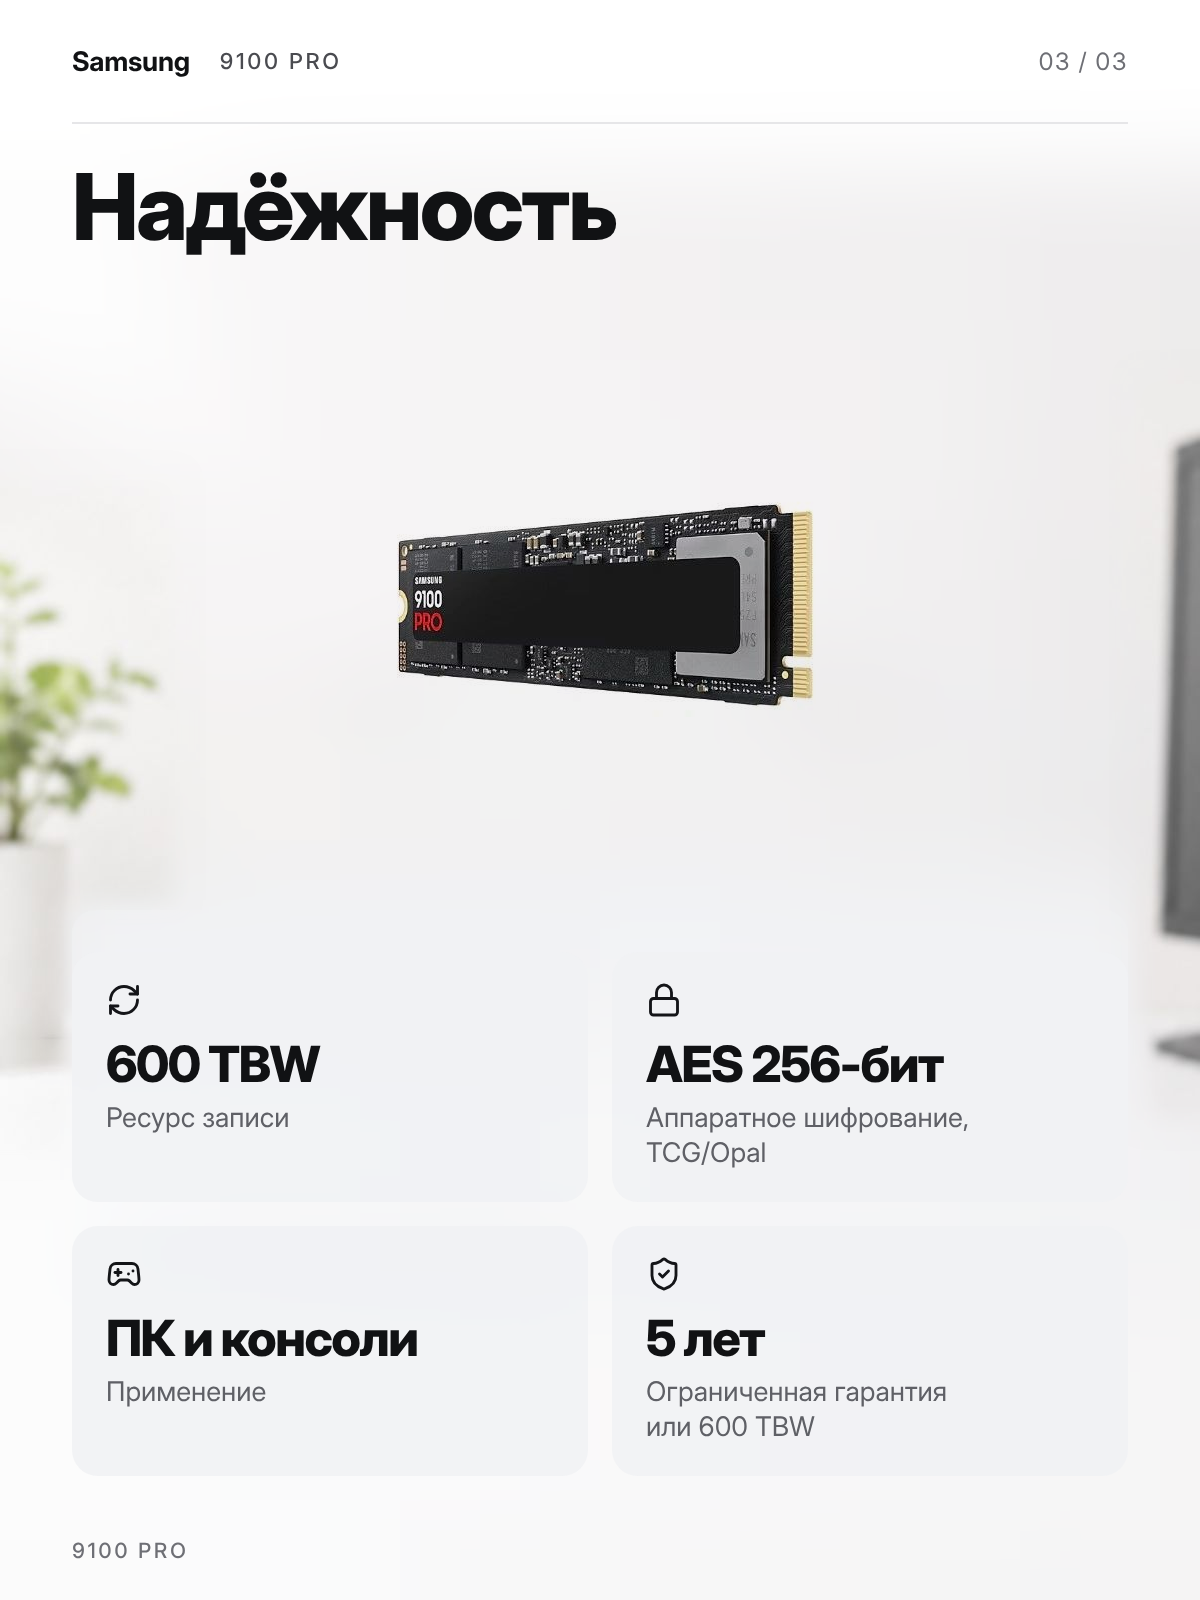 Samsung 9100 PRO 03 / 03
Надёжность
SAMSUNG
9100
PRO
600 TBW
Ресурс записи
AES 256-бит
Аппаратное шифрование,
TCG/Opal
ПК и консоли
Применение
5 лет
Ограниченная гарантия
или 600 TBW
9100 PRO